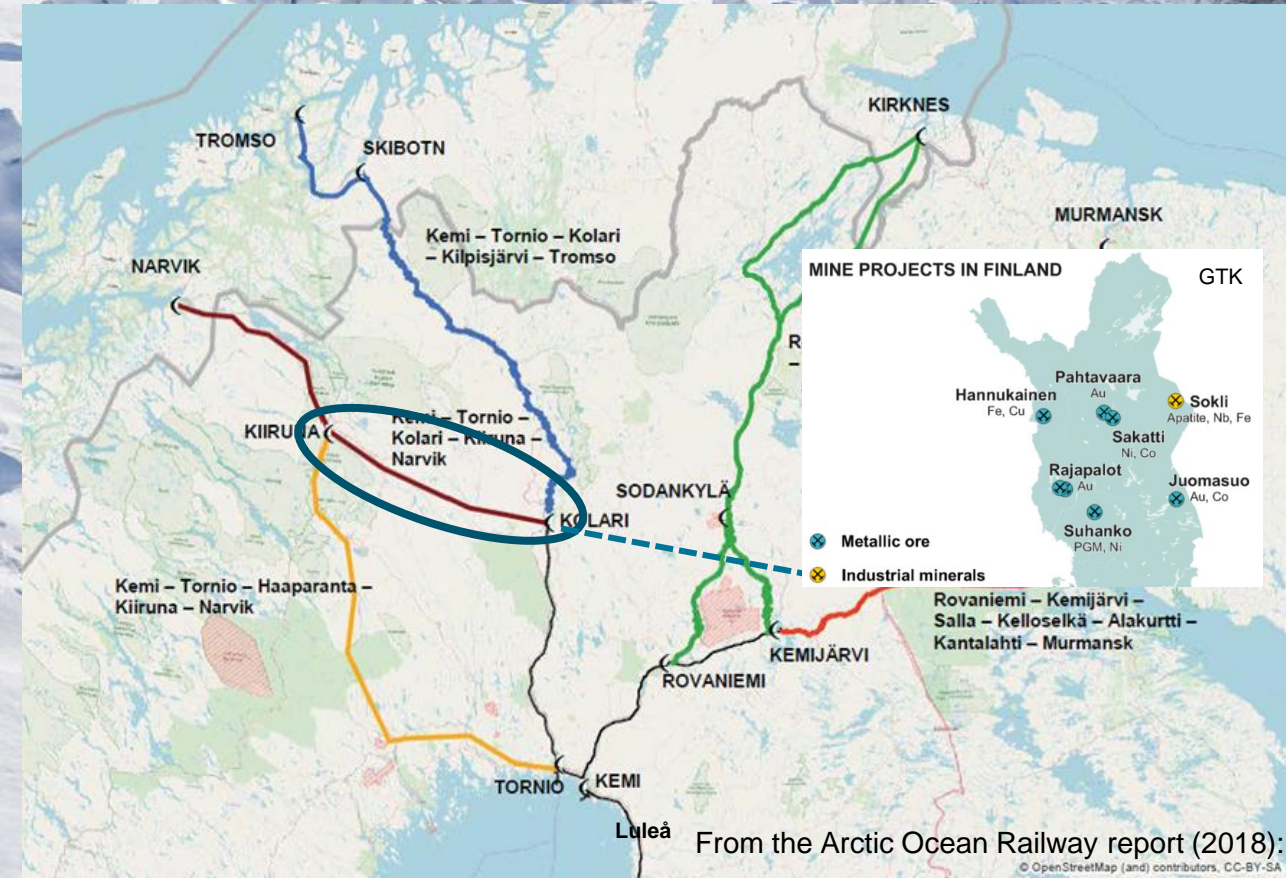 KIRKNES
TROMSO
SKIBOTN
MURMANSK
Kemi – Tornio – Kolari
– Kilpisjärvi – Tromso
NARVIK
MINE PROJECTS IN FINLAND
GTK
R
–
Pahtavaara
Au
Hannukainen
Fe, Cu
Sokli
Apatite, Nb, Fe
Sakatti
Ni, Co
Rajapalot
Au
Juomasuo
Au, Co
Suhanko
PGM, Ni
Metallic ore
Industrial minerals
KIIRUNA
Kemi – Tornio –
Kolari – Kiiruna –
Narvik
SODANKYLÄ
KOLARI
Kemi – Tornio – Haaparanta –
Kiiruna – Narvik
Rovaniemi – Kemijärvi –
Salla – Kelloselkä – Alakurtti –
Kantalahti – Murmansk
KEMIJÄRVI
ROVANIEMI
TORNIO
KEMI
Luleå
From the Arctic Ocean Railway report (2018):
© OpenStreetMap (and) contributors, CC-BY-SA